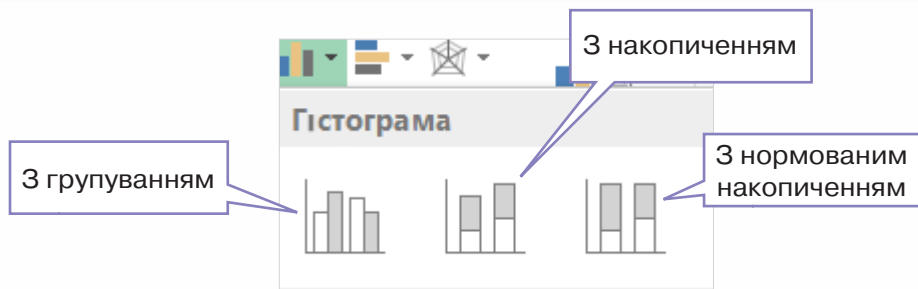 З накопиченням
Гістограма
З групуванням
З нормованим
накопиченням